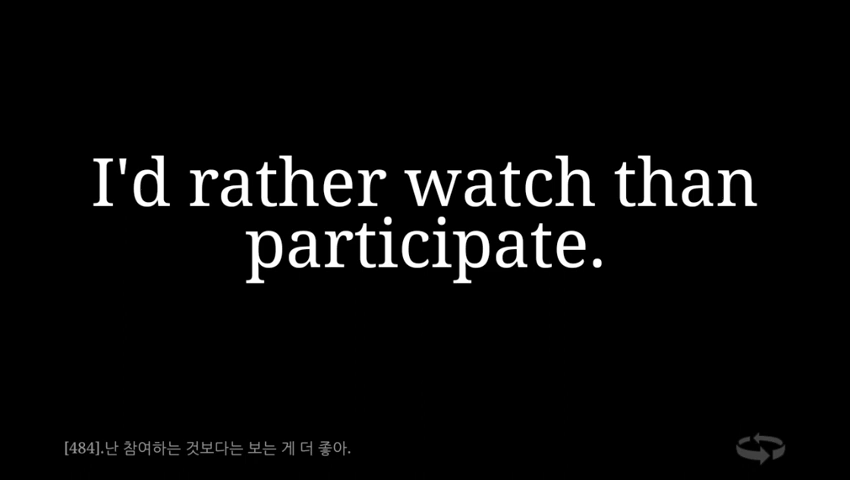 I'd rather watch than
participate.
[484].난 참여하는 것보다는 보는 게 더 좋아.